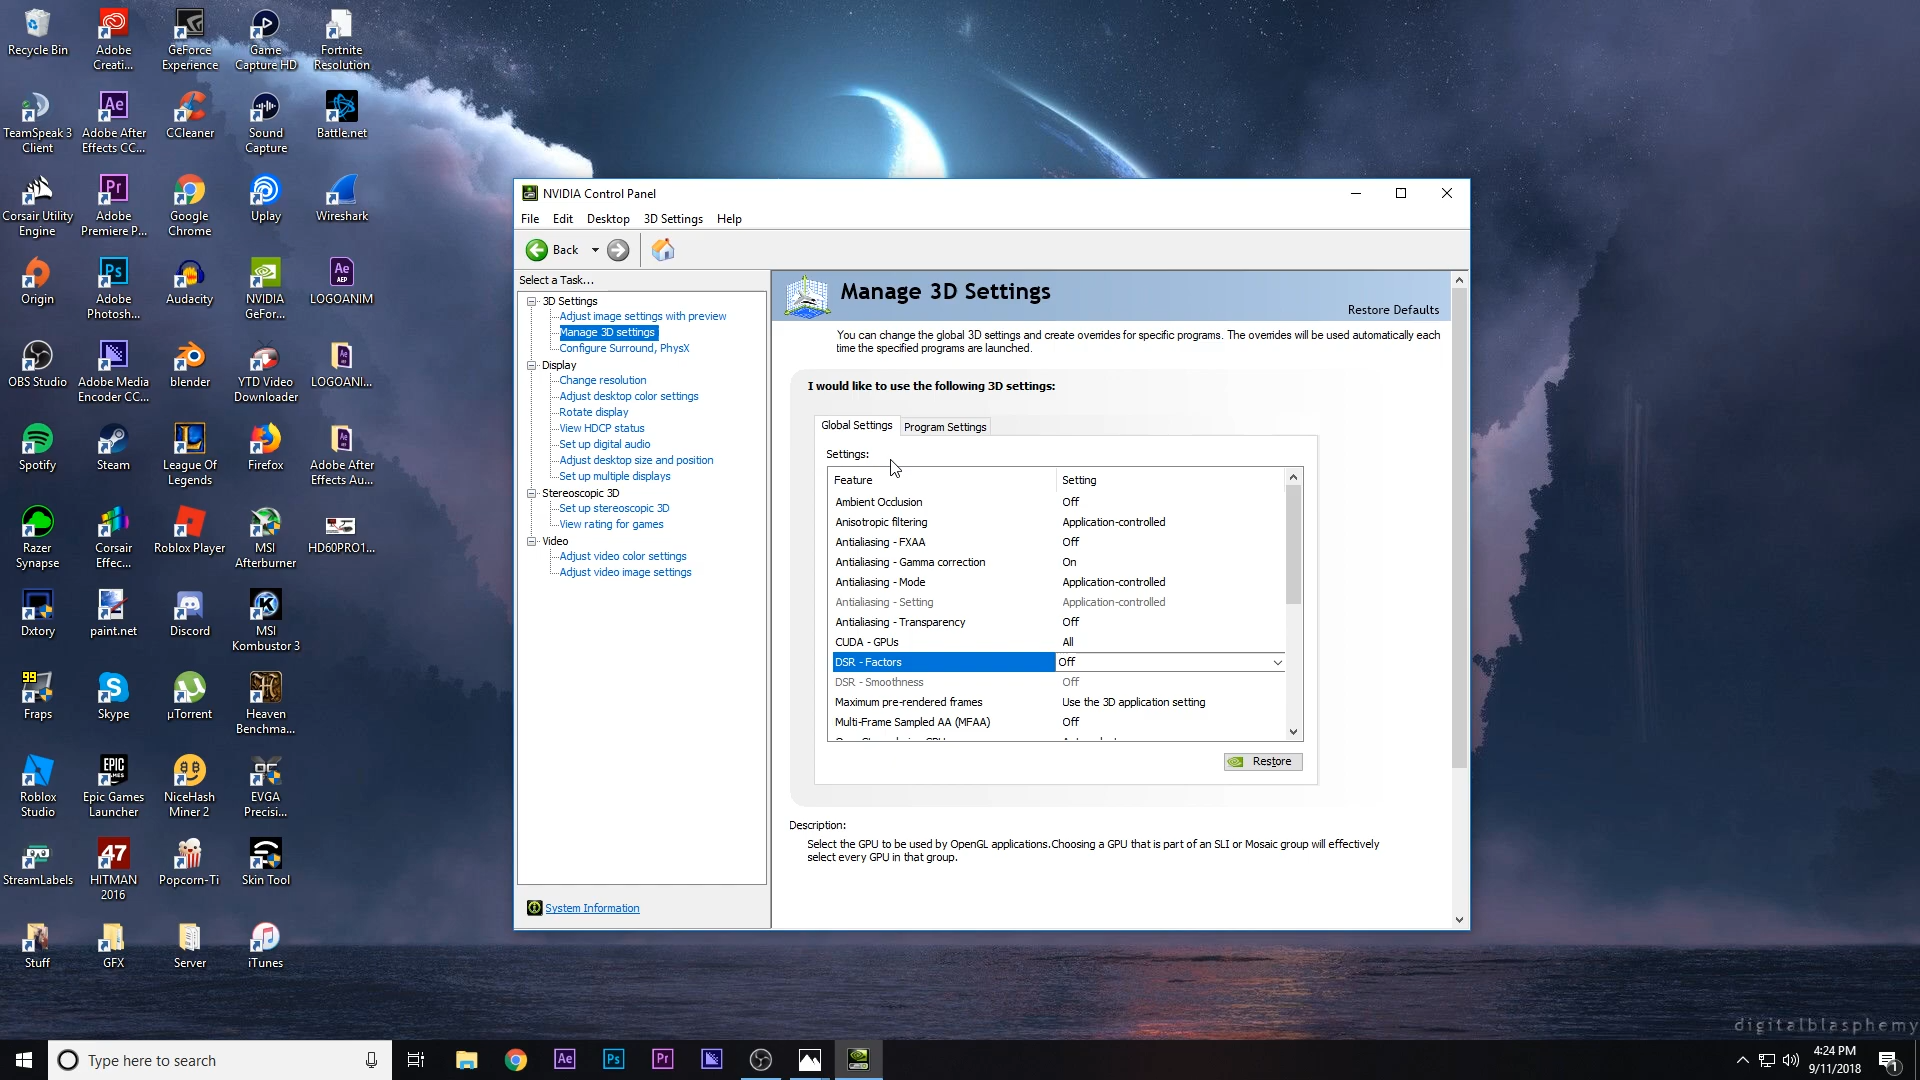 Recycle Bin
Adobe
Creati...
GeForce
Experience
Game
Capture HD
Fortnite
Resolution
TeamSpeak 3
Client
Adobe After
Effects CC...
CCleaner
Sound
Capture
Battle.net
Corsair Utility
Engine
Adobe
Premiere P...
Google
Chrome
Uplay
Wireshark
Origin
Adobe
Photosh...
Audacity
NVIDIA
GeFor...
LOGOANIM
OBS Studio
Adobe Media
Encoder CC...
blender
YTD Video
Downloader
LOGOANI...
Spotify
Steam
League Of
Legends
Firefox
Adobe After
Effects Au...
Razer
Synapse
Corsair
Effec...
Roblox Player
MSI
Afterburner
HD60PRO1...
Dxtory
paint.net
Discord
MSI
Kombustor 3
99
Fraps
Skype
µTorrent
Heaven
Benchma...
Roblox
Studio
Epic Games
Launcher
NiceHash
Miner 2
EVGA
Precisi...
StreamLabels
HITMAN
2016
Popcorn-Ti
Skin Tool
Stuff
GFX
Server
iTunes
NVIDIA Control Panel
File Edit Desktop 3D Settings Help
Back
Select a Task...
3D Settings
Adjust image settings with preview
Manage 3D settings
Configure Surround, PhysX
Display
Change resolution
Adjust desktop color settings
Rotate display
View HDCP status
Set up digital audio
Adjust desktop size and position
Set up multiple displays
Stereoscopic 3D
Set up stereoscopic 3D
View rating for games
Video
Adjust video color settings
Adjust video image settings
System Information
Manage 3D Settings
Restore Defaults
You can change the global 3D settings and create overrides for specific programs. The overrides will be used automatically each
time the specified programs are launched.
I would like to use the following 3D settings:
Global Settings Program Settings
Settings:
Feature Setting
Ambient Occlusion Off
Anisotropic filtering Application-controlled
Antialiasing - FXAA Off
Antialiasing - Gamma correction On
Antialiasing - Mode Application-controlled
Antialiasing - Setting Application-controlled
Antialiasing - Transparency Off
CUDA - GPUs All
DSR - Factors Off
DSR - Smoothness Off
Maximum pre-rendered frames Use the 3D application setting
Multi-Frame Sampled AA (MFAA) Off
Restore
Description:
Select the GPU to be used by OpenGL applications.Choosing a GPU that is part of an SLI or Mosaic group will effectively
select every GPU in that group.
digitalblasphemy
Type here to search
4:24 PM
9/11/2018
1